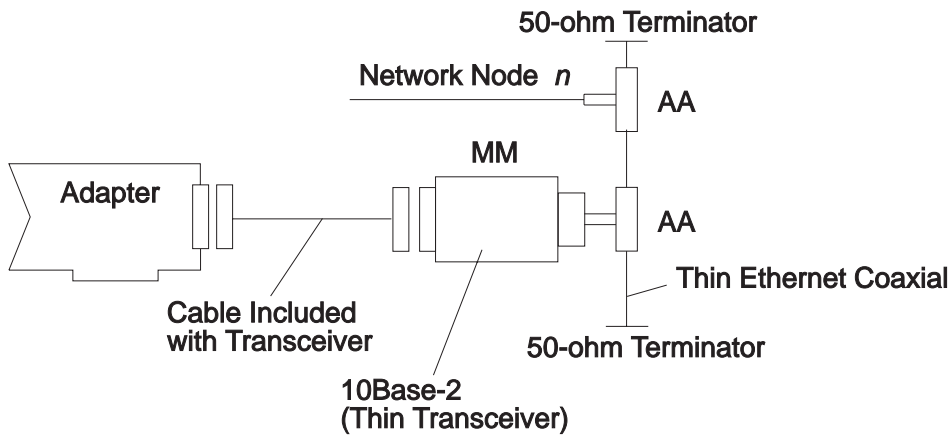 50-ohm Terminator
Network Node n
AA
MM
Adapter
AA
Thin Ethernet Coaxial
Cable Included
with Transceiver
50-ohm Terminator
10Base-2
(Thin Transceiver)